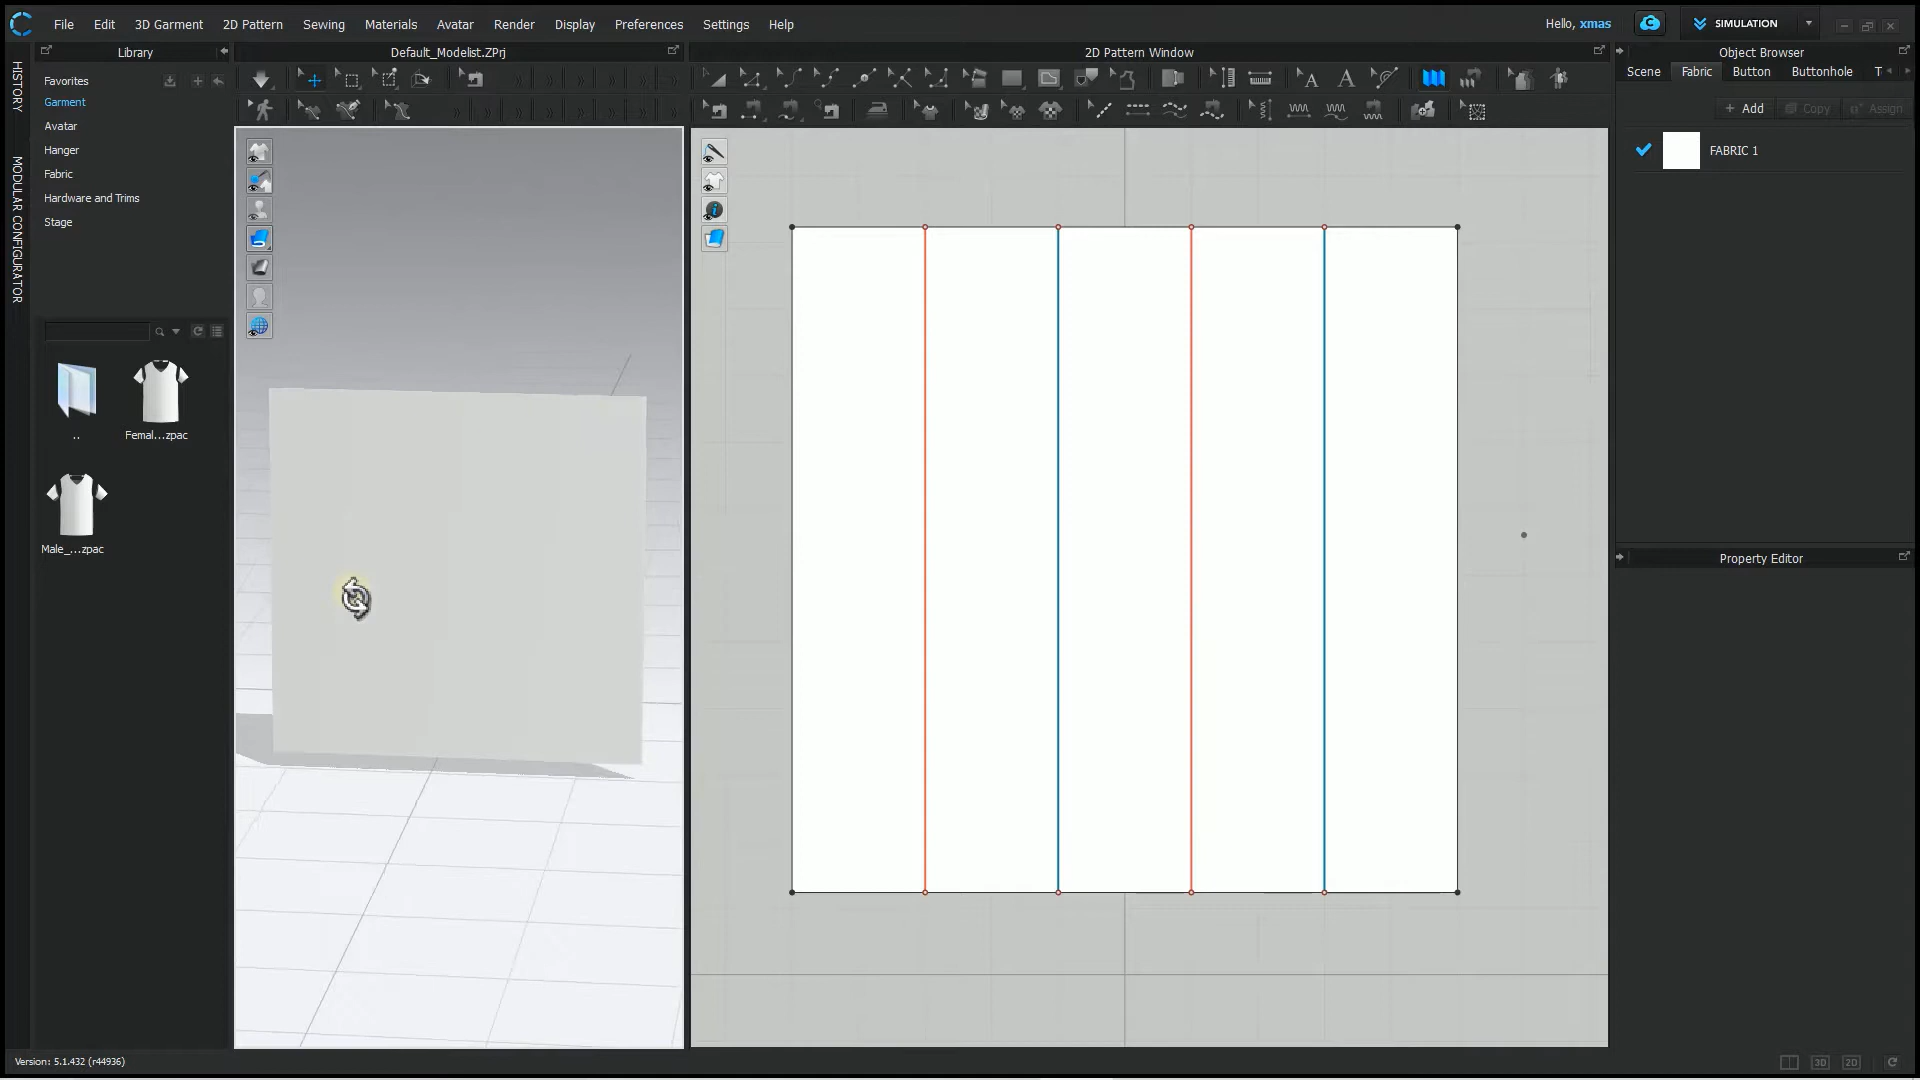 File Edit 3D Garment 2D Pattern Sewing Materials Avatar Render Display Preferences Settings Help
Hello, xmas
SIMULATION
Library
Default_Modelist.ZPrj
2D Pattern Window
Object Browser
HISTORY
MODULAR CONFIGURATOR
Favorites
Garment
Avatar
Hanger
Fabric
Hardware and Trims
Stage
..
Femal...zpac
Male_...zpac
A A
Scene Fabric Button Buttonhole T
+ Add Copy Assign
FABRIC 1
Property Editor
Version: 5.1.432 (r44936)
3D 2D